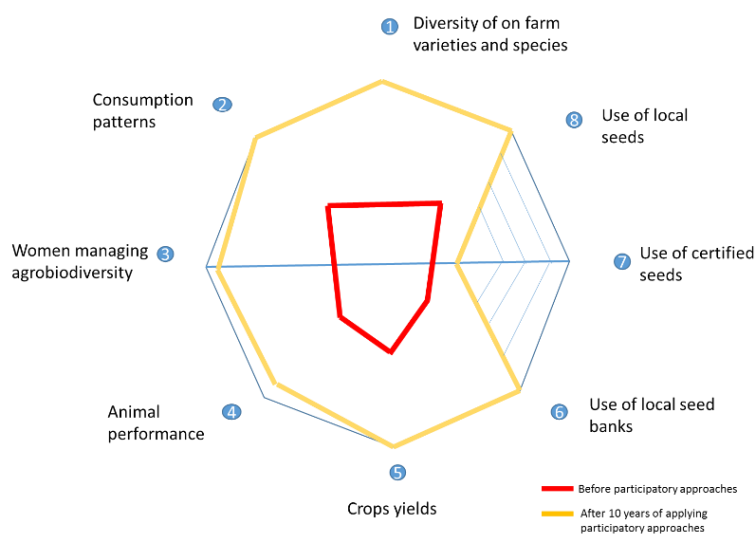 1
Diversity of on farm
varieties and species
2
Consumption
patterns
8
Use of local
seeds
3
Women managing
agrobiodiversity
7
Use of certified
seeds
4
Animal
performance
6
Use of local seed
banks
5
Crops yields
Before participatory approaches
After 10 years of applying
participatory approaches